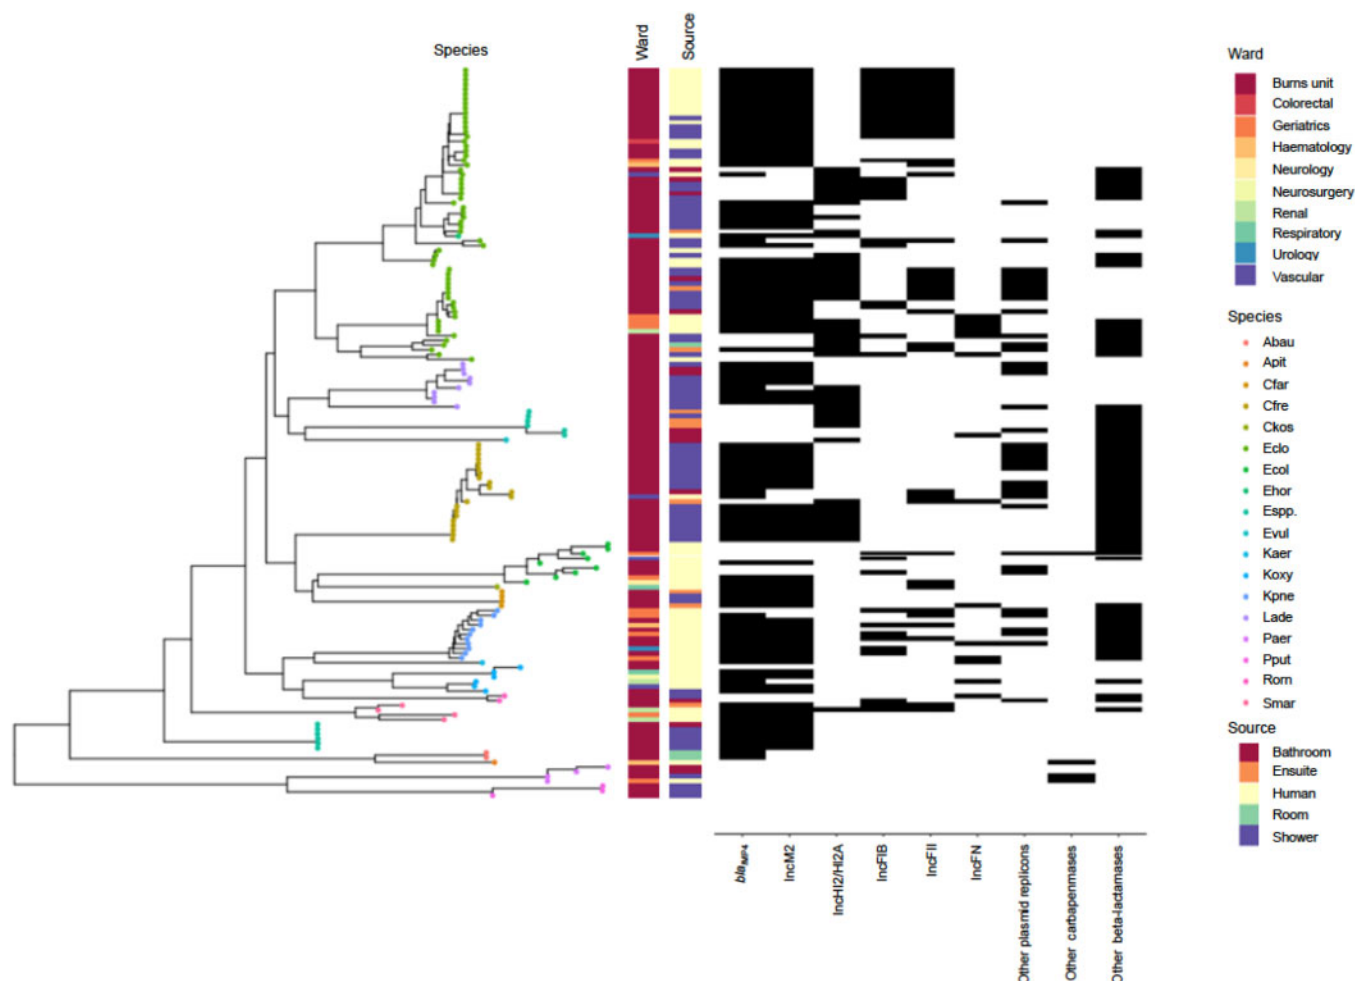 Species
Ward
Source
Ward
Burns unit
Colorectal
Geriatrics
Haematology
Neurology
Neurosurgery
Renal
Respiratory
Urology
Vascular
Species
Abau
Apit
Cfar
Cfre
Ckos
Eclo
Ecol
Ehor
Espp.
Evul
Kaer
Koxy
Kpne
Lade
Paer
Pput
Rorn
Smar
Source
Bathroom
Ensuite
Human
Room
Shower
blaIMP4
IncM2
IncHI2/HI2A
IncFIB
IncFII
IncFN
Other plasmid replicons
Other carbapenmases
Other beta-lactamases